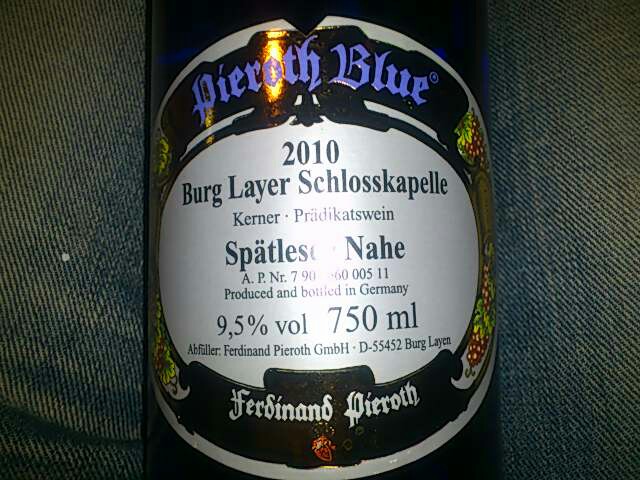 Pieroth Blue®
2010
Burg Layer Schlosskapelle
Kerner · Prädikatswein
Spätlese · Nahe
A. P. Nr. 7 60 005 11
Produced and bottled in Germany
9,5% vol 750 ml
Abfüller: Ferdinand Pieroth GmbH · D-55452 Burg Layen
Ferdinand Pieroth